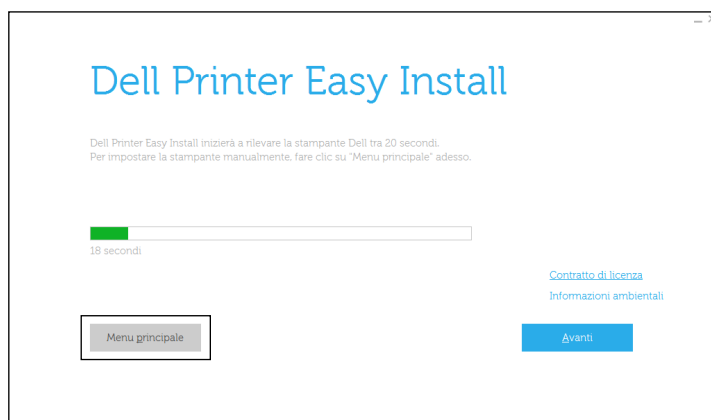 Dell Printer Easy Install
Dell Printer Easy Install inizierà a rilevare la stampante Dell tra 20 secondi.
Per impostare la stampante manualmente, fare clic su "Menu principale" adesso.
18 secondi
Contratto di licenza
Informazioni ambientali
Menu principale
Avanti